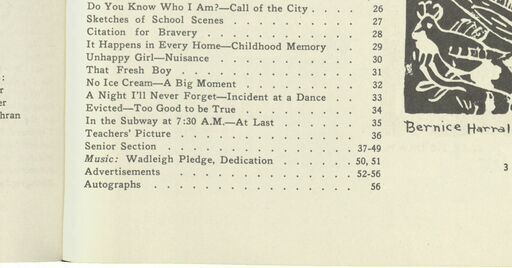 Do You Know Who I Am?—Call of the City . . . . 26
Sketches of School Scenes . . . . . . . . . 27
Citation for Bravery . . . . . . . . . . 28
It Happens in Every Home—Childhood Memory . . 29
Unhappy Girl—Nuisance . . . . . . . . . 30
That Fresh Boy . . . . . . . . . . . . 31
No Ice Cream—A Big Moment . . . . . . . 32
A Night I'll Never Forget—Incident at a Dance . . 33
Evicted—Too Good to be True . . . . . . . 34
In the Subway at 7:30 A.M.—At Last . . . . . 35
Teachers' Picture . . . . . . . . . . . 36
Senior Section . . . . . . . . . . . . 37-49
Music: Wadleigh Pledge, Dedication . . . . . . 50, 51
Advertisements . . . . . . . . . . . . 52-56
Autographs . . . . . . . . . . . . . 56
:
r
er
hran
Bernice Harral
3